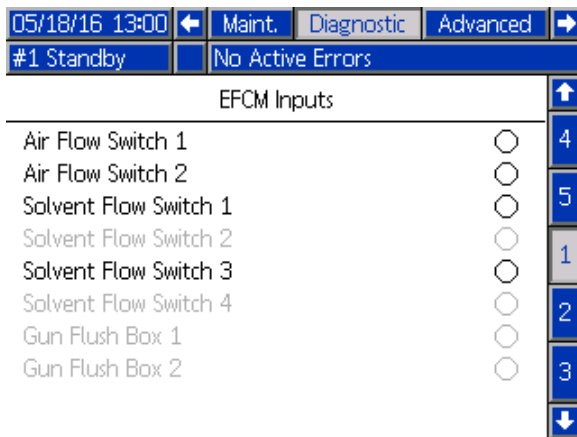 05/18/16 13:00 Maint. Diagnostic Advanced
#1 Standby No Active Errors
EFCM Inputs
Air Flow Switch 1
Air Flow Switch 2
Solvent Flow Switch 1
Solvent Flow Switch 2
Solvent Flow Switch 3
Solvent Flow Switch 4
Gun Flush Box 1
Gun Flush Box 2
4
5
1
2
3